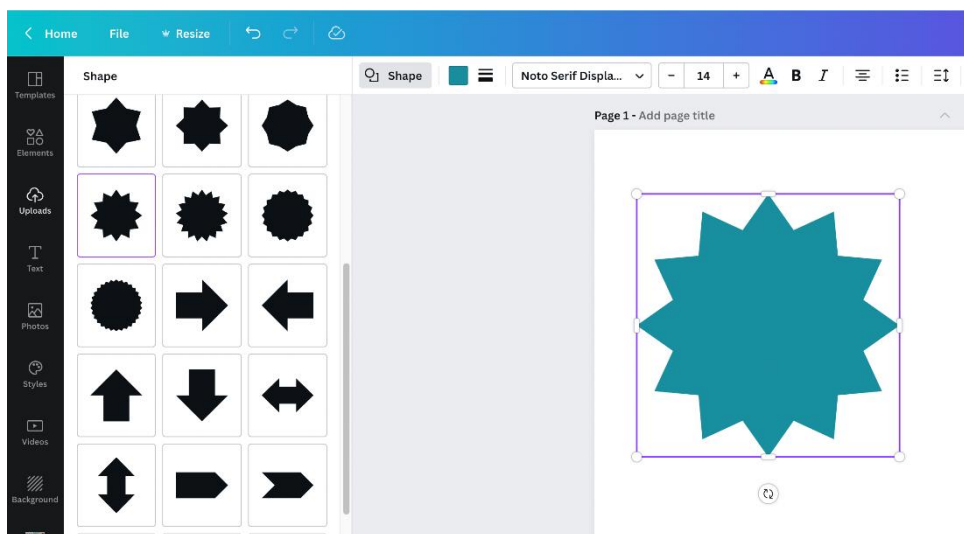 Home File Resize
Shape
Shape Noto Serif Displa... - 14 + A B I
Page 1 - Add page title
Templates
Elements
Uploads
Text
Photos
Styles
Videos
Background